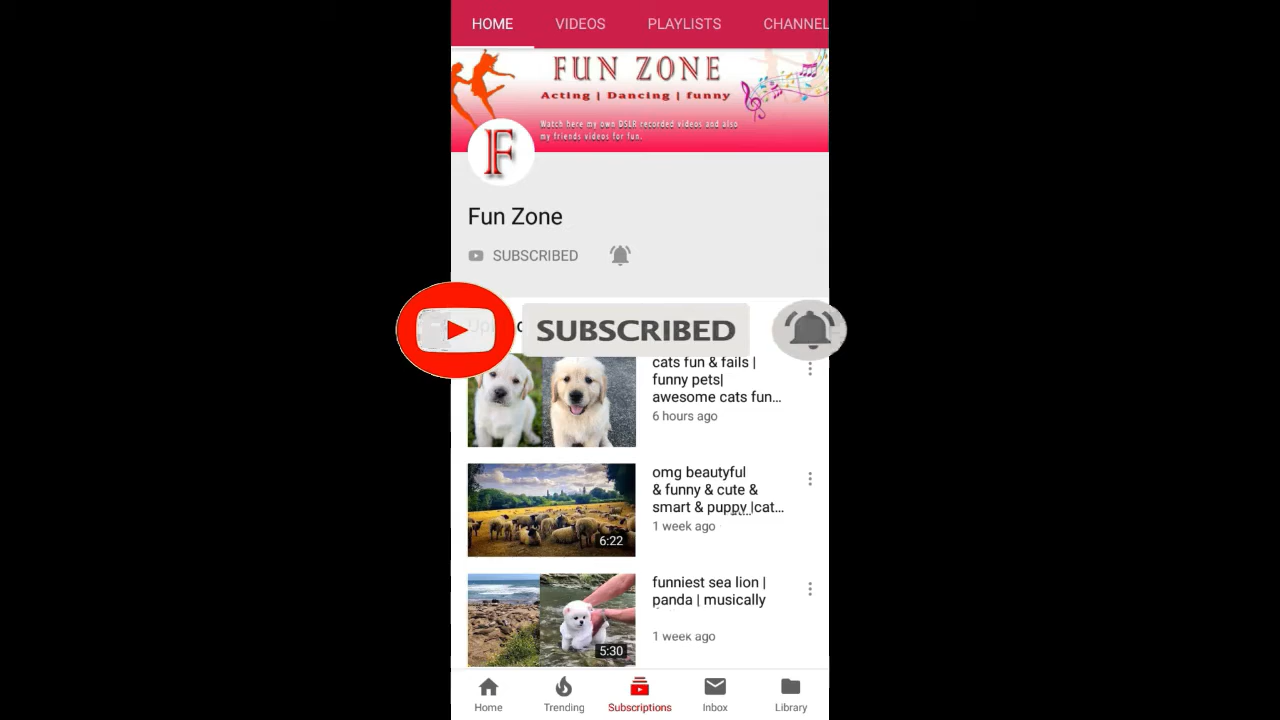 HOME VIDEOS PLAYLISTS CHANNEL
FUN ZONE
Acting | Dancing | funny
Watch here my own DSLR recorded videos and also
my friends videos for fun.
F
Fun Zone
SUBSCRIBED
SUBSCRIBED
cats fun & fails |
funny pets|
awesome cats fun...
6 hours ago
omg beautyful
& funny & cute &
smart & puppy |cat...
1 week ago
6:22
funniest sea lion |
panda | musically
1 week ago
5:30
Home Trending Subscriptions Inbox Library